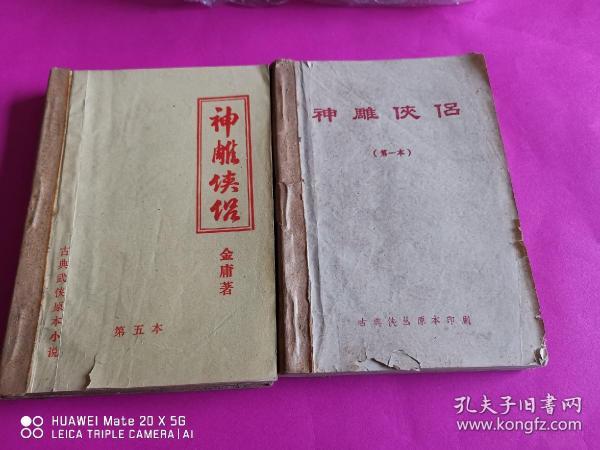 神雕侠侣
金庸著
古典武侠原本小说
第五本
神雕俠侣
(第一本)
古典侠丛原本印刷
HUAWEI Mate 20 X 5G
LEICA TRIPLE CAMERA | AI
孔夫子旧书网
www.kongfz.com